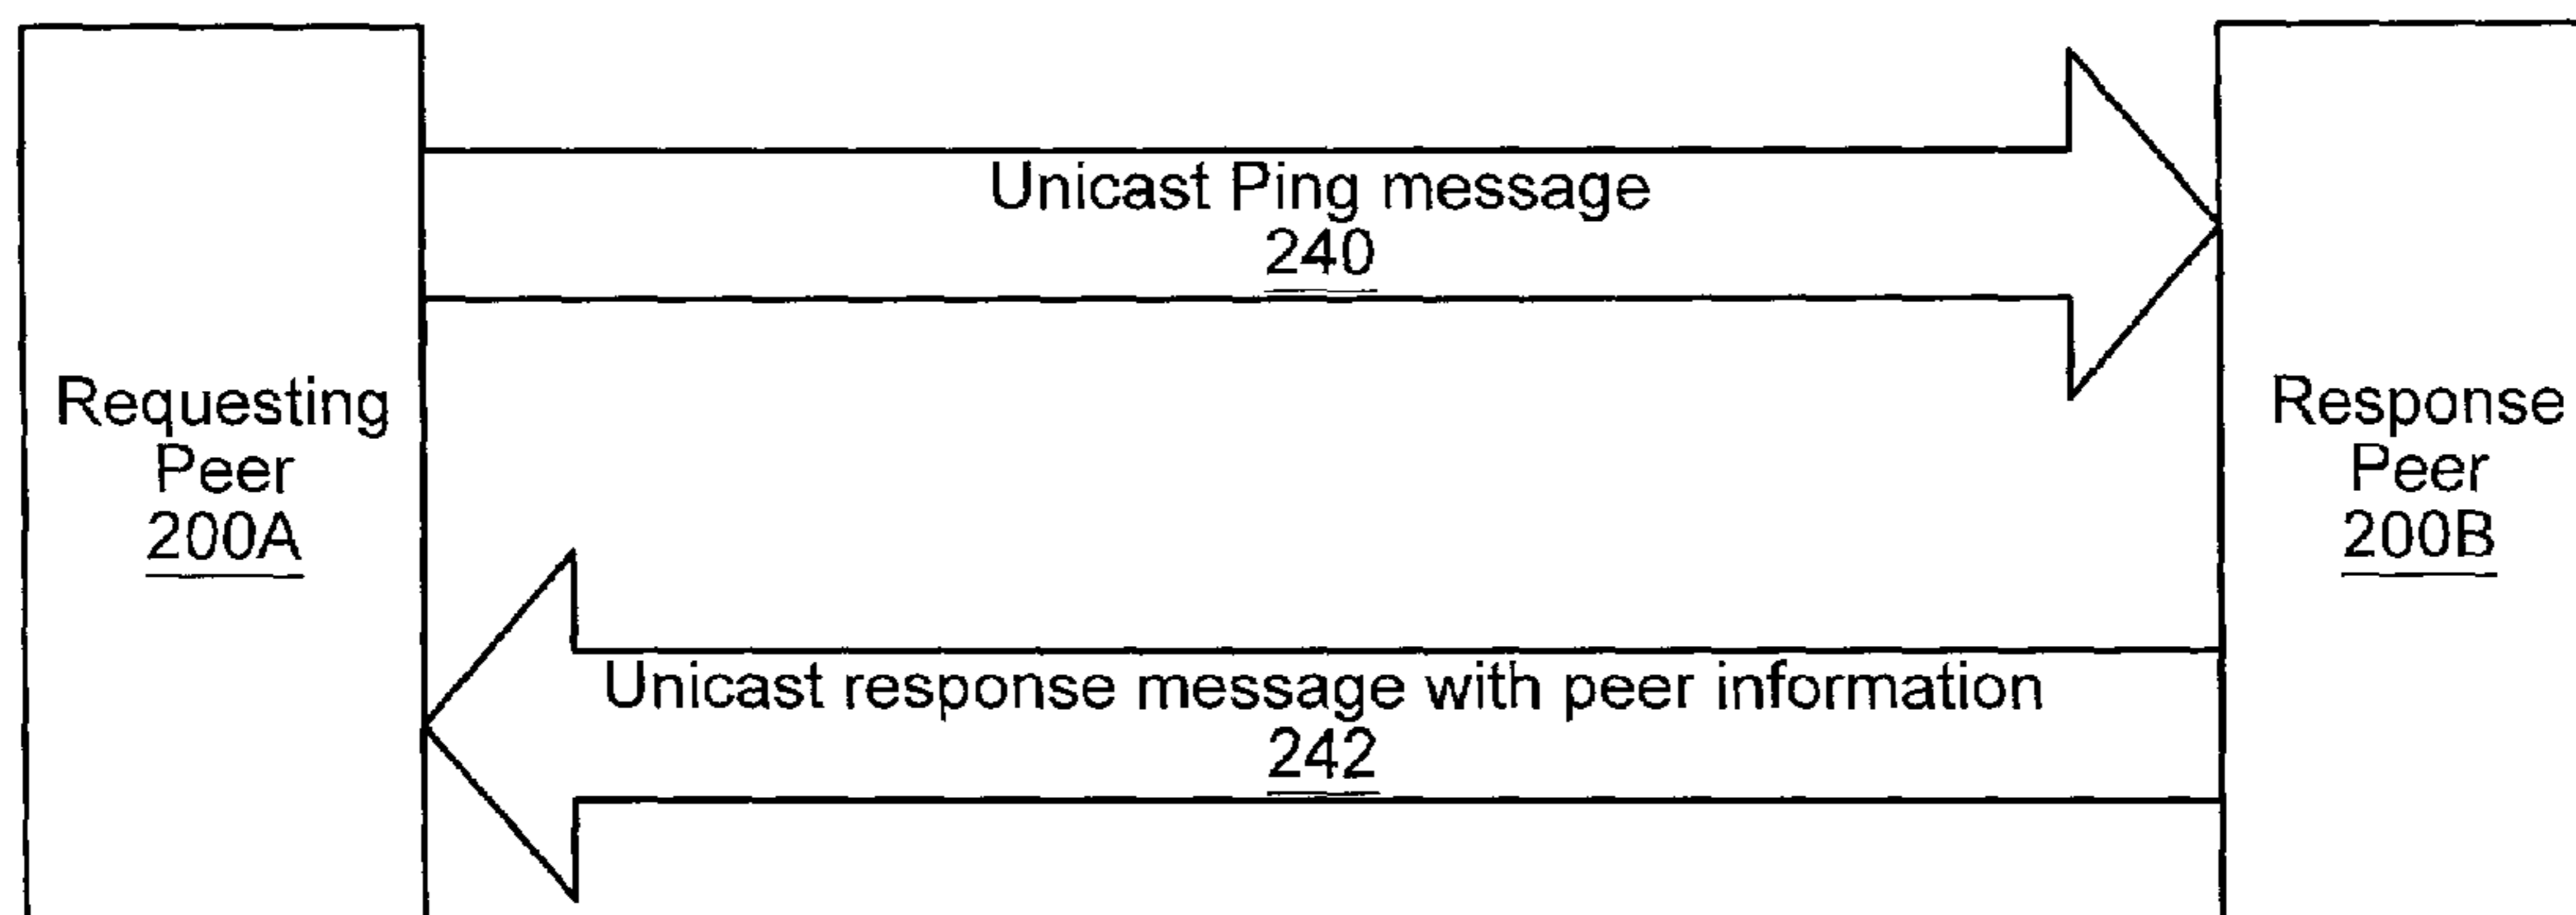 Unicast Ping message
240
Requesting
Peer
200A
Response
Peer
200B
Unicast response message with peer information
242